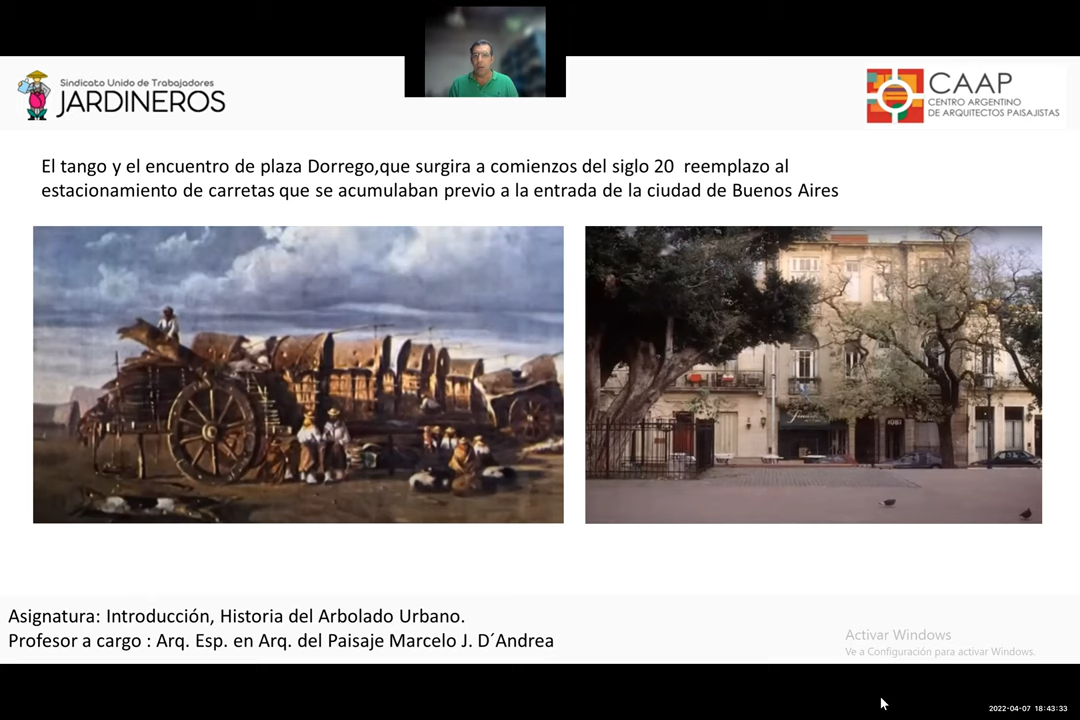 Sindicato Unido de Trabajadores
JARDINEROS
CAAP
CENTRO ARGENTINO
DE ARQUITECTOS PAISAJISTAS
El tango y el encuentro de plaza Dorrego,que surgira a comienzos del siglo 20 reemplazo al
estacionamiento de carretas que se acumulaban previo a la entrada de la ciudad de Buenos Aires
1081
Asignatura: Introducción, Historia del Arbolado Urbano.
Profesor a cargo : Arq. Esp. en Arq. del Paisaje Marcelo J. D´Andrea
Activar Windows
Ve a Configuración para activar Windows.
2022-04-07 18:43:33